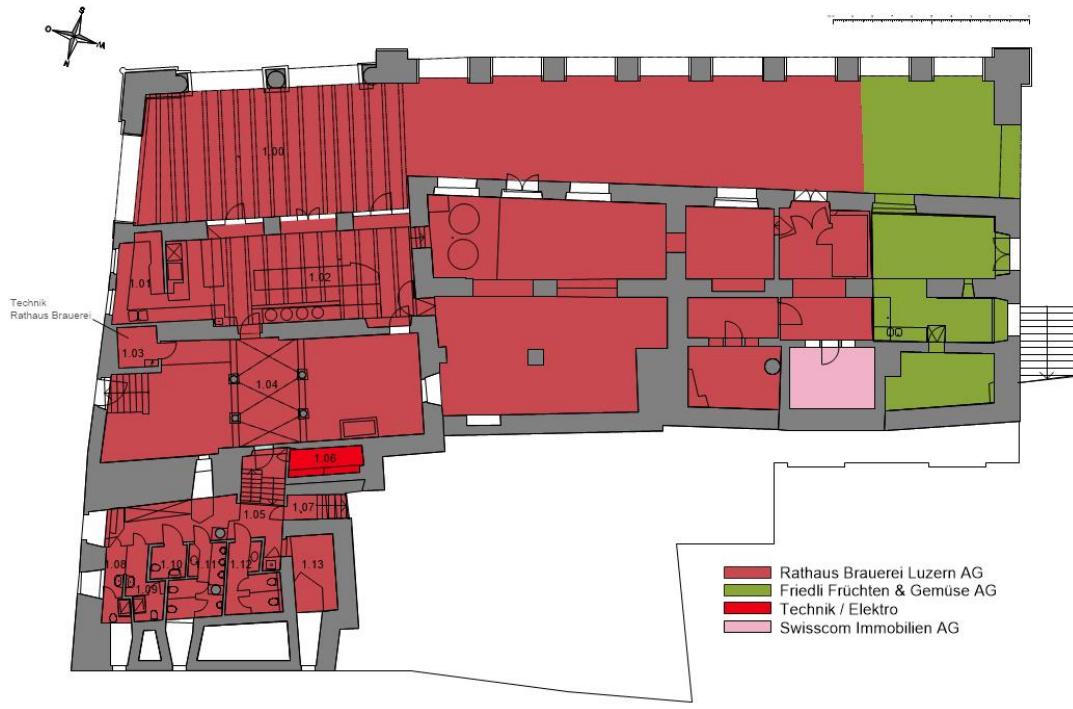 S
O
W
N
1.00
1.01
1.02
Technik
Rathaus Brauerei
1.03
1.04
1.06
1.05
1.07
1.08
1.10
1.11
1.12
1.13
1.09
Rathaus Brauerei Luzern AG
Friedli Früchten & Gemüse AG
Technik / Elektro
Swisscom Immobilien AG